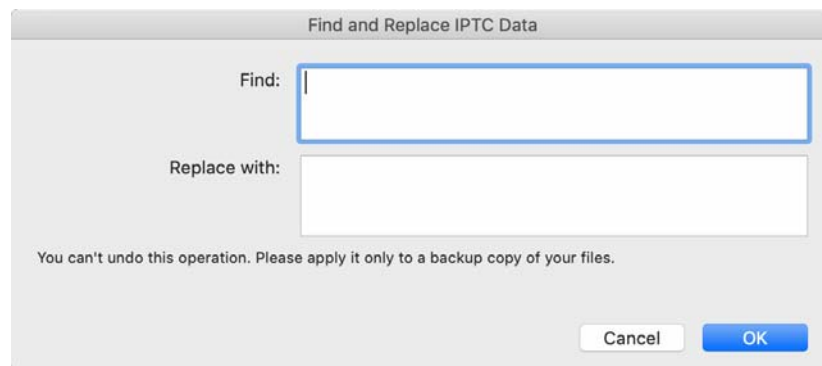 Find and Replace IPTC Data
Find:
Replace with:
You can't undo this operation. Please apply it only to a backup copy of your files.
Cancel OK